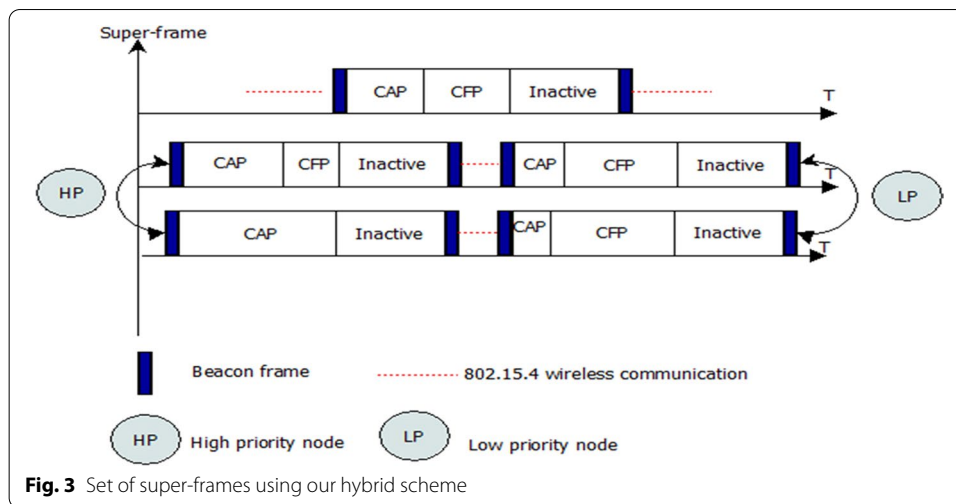 Super-frame
CAP CFP Inactive T
HP CAP CFP Inactive CAP CFP Inactive T LP
CAP Inactive CAP CFP Inactive T
Beacon frame 802.15.4 wireless communication
HP High priority node LP Low priority node
Fig. 3 Set of super-frames using our hybrid scheme